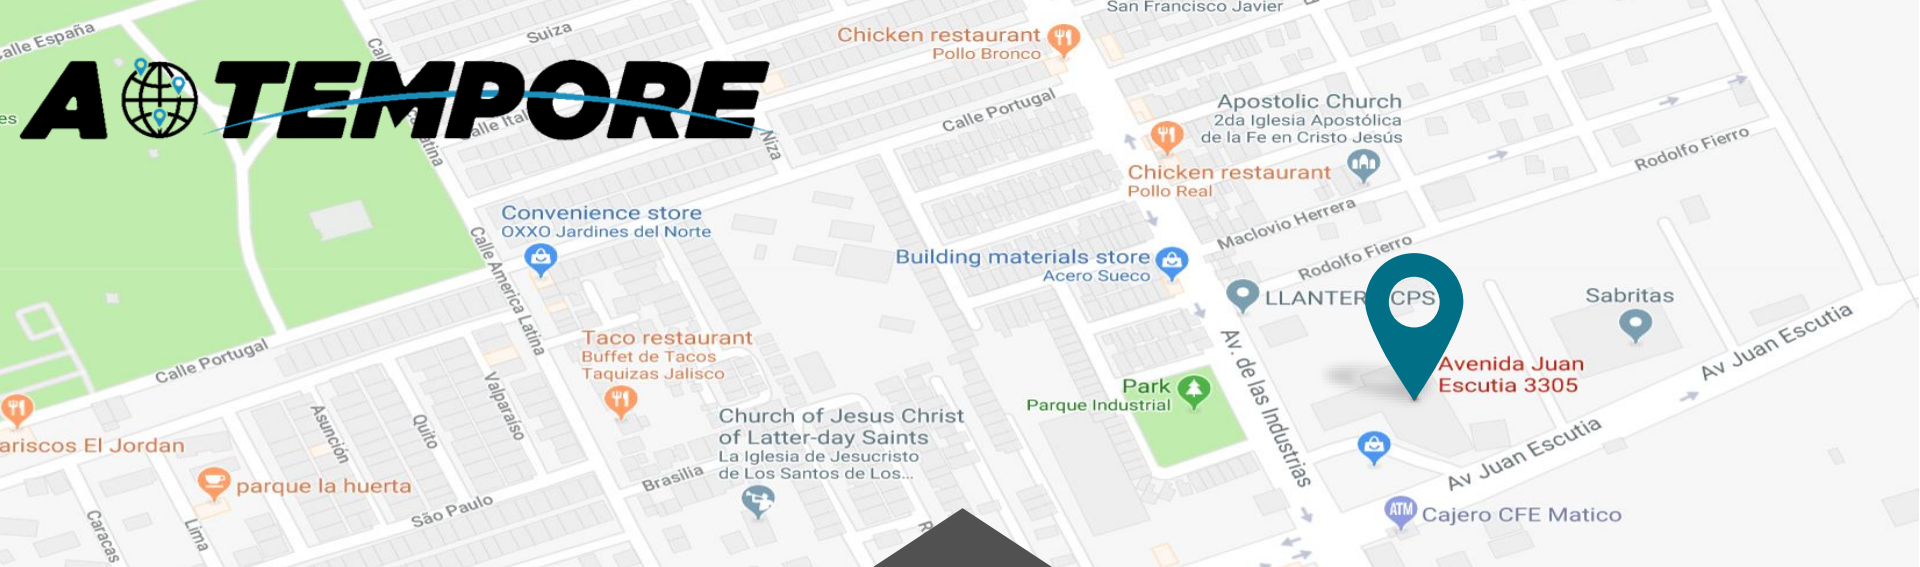 San Francisco Javier
alle España
Suiza
Chicken restaurant
Pollo Bronco
A TEMPORE
Calle Portugal
Apostolic Church
2da Iglesia Apostólica
de la Fe en Cristo Jesús
es
alle Ital
Niza
Rodolfo Fierro
Chicken restaurant
Pollo Real
Convenience store
OXXO Jardines del Norte
Maclovio Herrera
Calle America Latina
Building materials store
Acero Sueco
Rodolfo Fierro
LLANTER CPS
Sabritas
Av Juan Escutia
Calle Portugal
Taco restaurant
Buffet de Tacos
Taquizas Jalisco
Av. de las Industrias
Avenida Juan
Escutia 3305
Park
Parque Industrial
Valparaíso
Asunción
Quito
Church of Jesus Christ
of Latter-day Saints
La Iglesia de Jesucristo
de Los Santos de Los...
ariscos El Jordan
Av Juan Escutia
Brasilia
parque la huerta
São Paulo
ATM
Cajero CFE Matico
Caracas
Lima